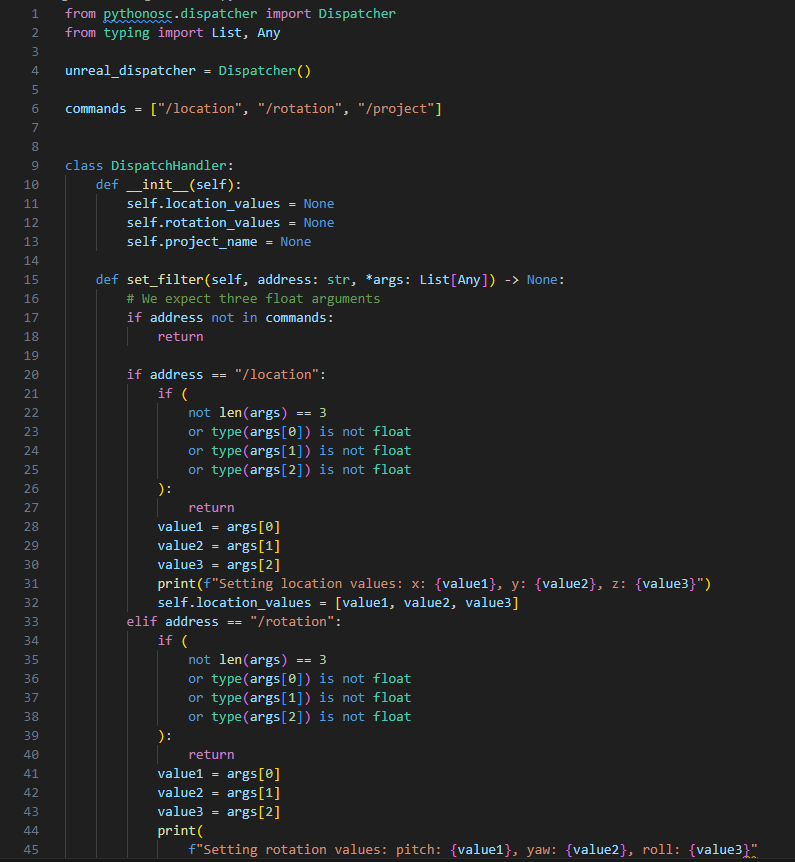 1 from pythonosc.dispatcher import Dispatcher
2 from typing import List, Any
3
4 unreal_dispatcher = Dispatcher()
5
6 commands = ["/location", "/rotation", "/project"]
7
8
9 class DispatchHandler:
10     def __init__(self):
11         self.location_values = None
12         self.rotation_values = None
13         self.project_name = None
14
15     def set_filter(self, address: str, *args: List[Any]) -> None:
16         # We expect three float arguments
17         if address not in commands:
18             return
19
20         if address == "/location":
21             if (
22                 not len(args) == 3
23                 or type(args[0]) is not float
24                 or type(args[1]) is not float
25                 or type(args[2]) is not float
26             ):
27                 return
28             value1 = args[0]
29             value2 = args[1]
30             value3 = args[2]
31             print(f"Setting location values: x: {value1}, y: {value2}, z: {value3}")
32             self.location_values = [value1, value2, value3]
33         elif address == "/rotation":
34             if (
35                 not len(args) == 3
36                 or type(args[0]) is not float
37                 or type(args[1]) is not float
38                 or type(args[2]) is not float
39             ):
40                 return
41             value1 = args[0]
42             value2 = args[1]
43             value3 = args[2]
44             print(
45                 f"Setting rotation values: pitch: {value1}, yaw: {value2}, roll: {value3}"